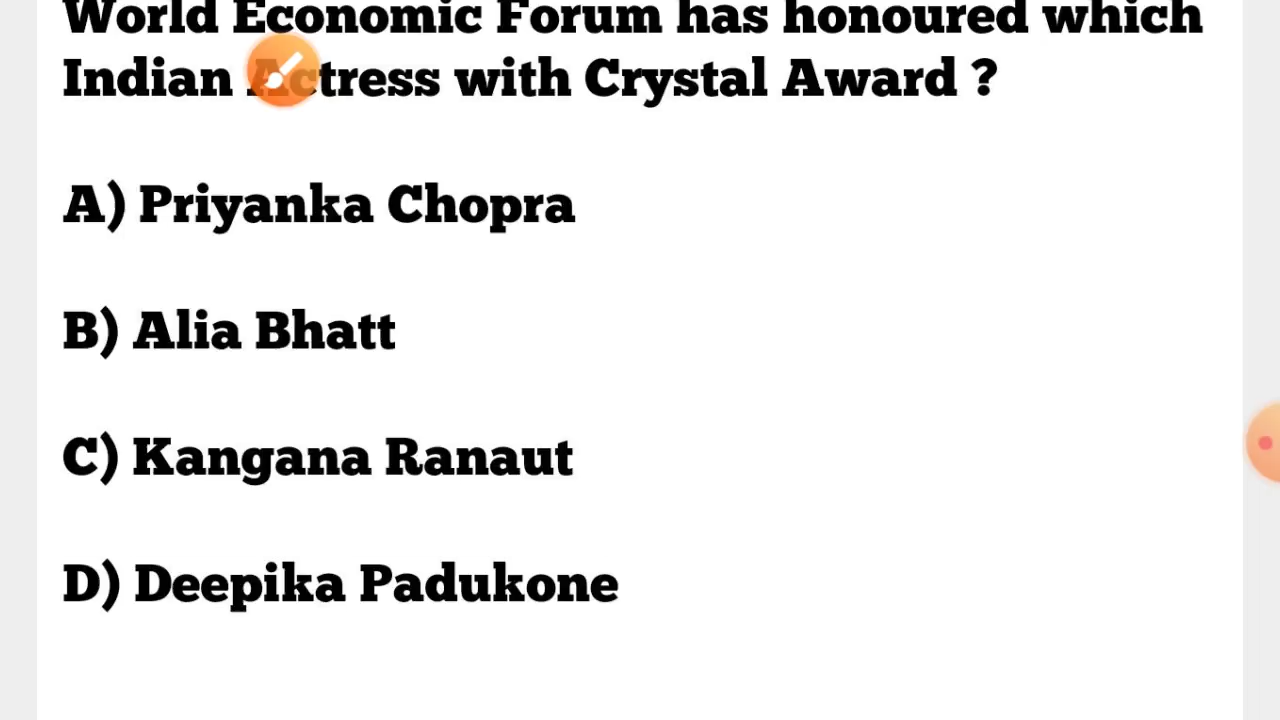 World Economic Forum has honoured which
Indian Actress with Crystal Award ?
A) Priyanka Chopra
B) Alia Bhatt
C) Kangana Ranaut
D) Deepika Padukone